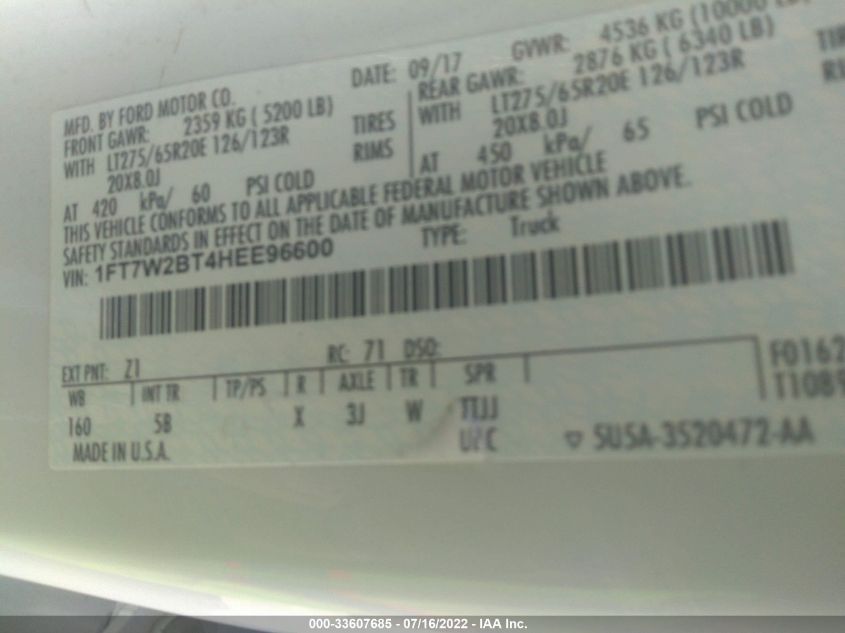 MFD. BY FORD MOTOR CO.
DATE: 09/17
GVWR: 4536 KG (10000 LB)
FRONT GAWR: 2359 KG ( 5200 LB)
REAR GAWR: 2876 KG ( 6340 LB)
WITH LT275/65R20E 126/123R TIRES
WITH LT275/65R20E 126/123R
20X8.0J RIMS
20X8.0J
AT 420 kPa/ 60 PSI COLD
AT 450 kPa/ 65 PSI COLD
THIS VEHICLE CONFORMS TO ALL APPLICABLE FEDERAL MOTOR VEHICLE
SAFETY STANDARDS IN EFFECT ON THE DATE OF MANUFACTURE SHOWN ABOVE.
VIN: 1FT7W2BT4HEE96600
TYPE: Truck
EXT PNT: Z1 RC: 71 DSO:
WB INT TR TP/PS R AXLE TR SPR
160 5B X 3J W TTJJ
MADE IN U.S.A.
5U5A-3520472-AA
F0162
T1089
000-33607685 - 07/16/2022 - IAA Inc.